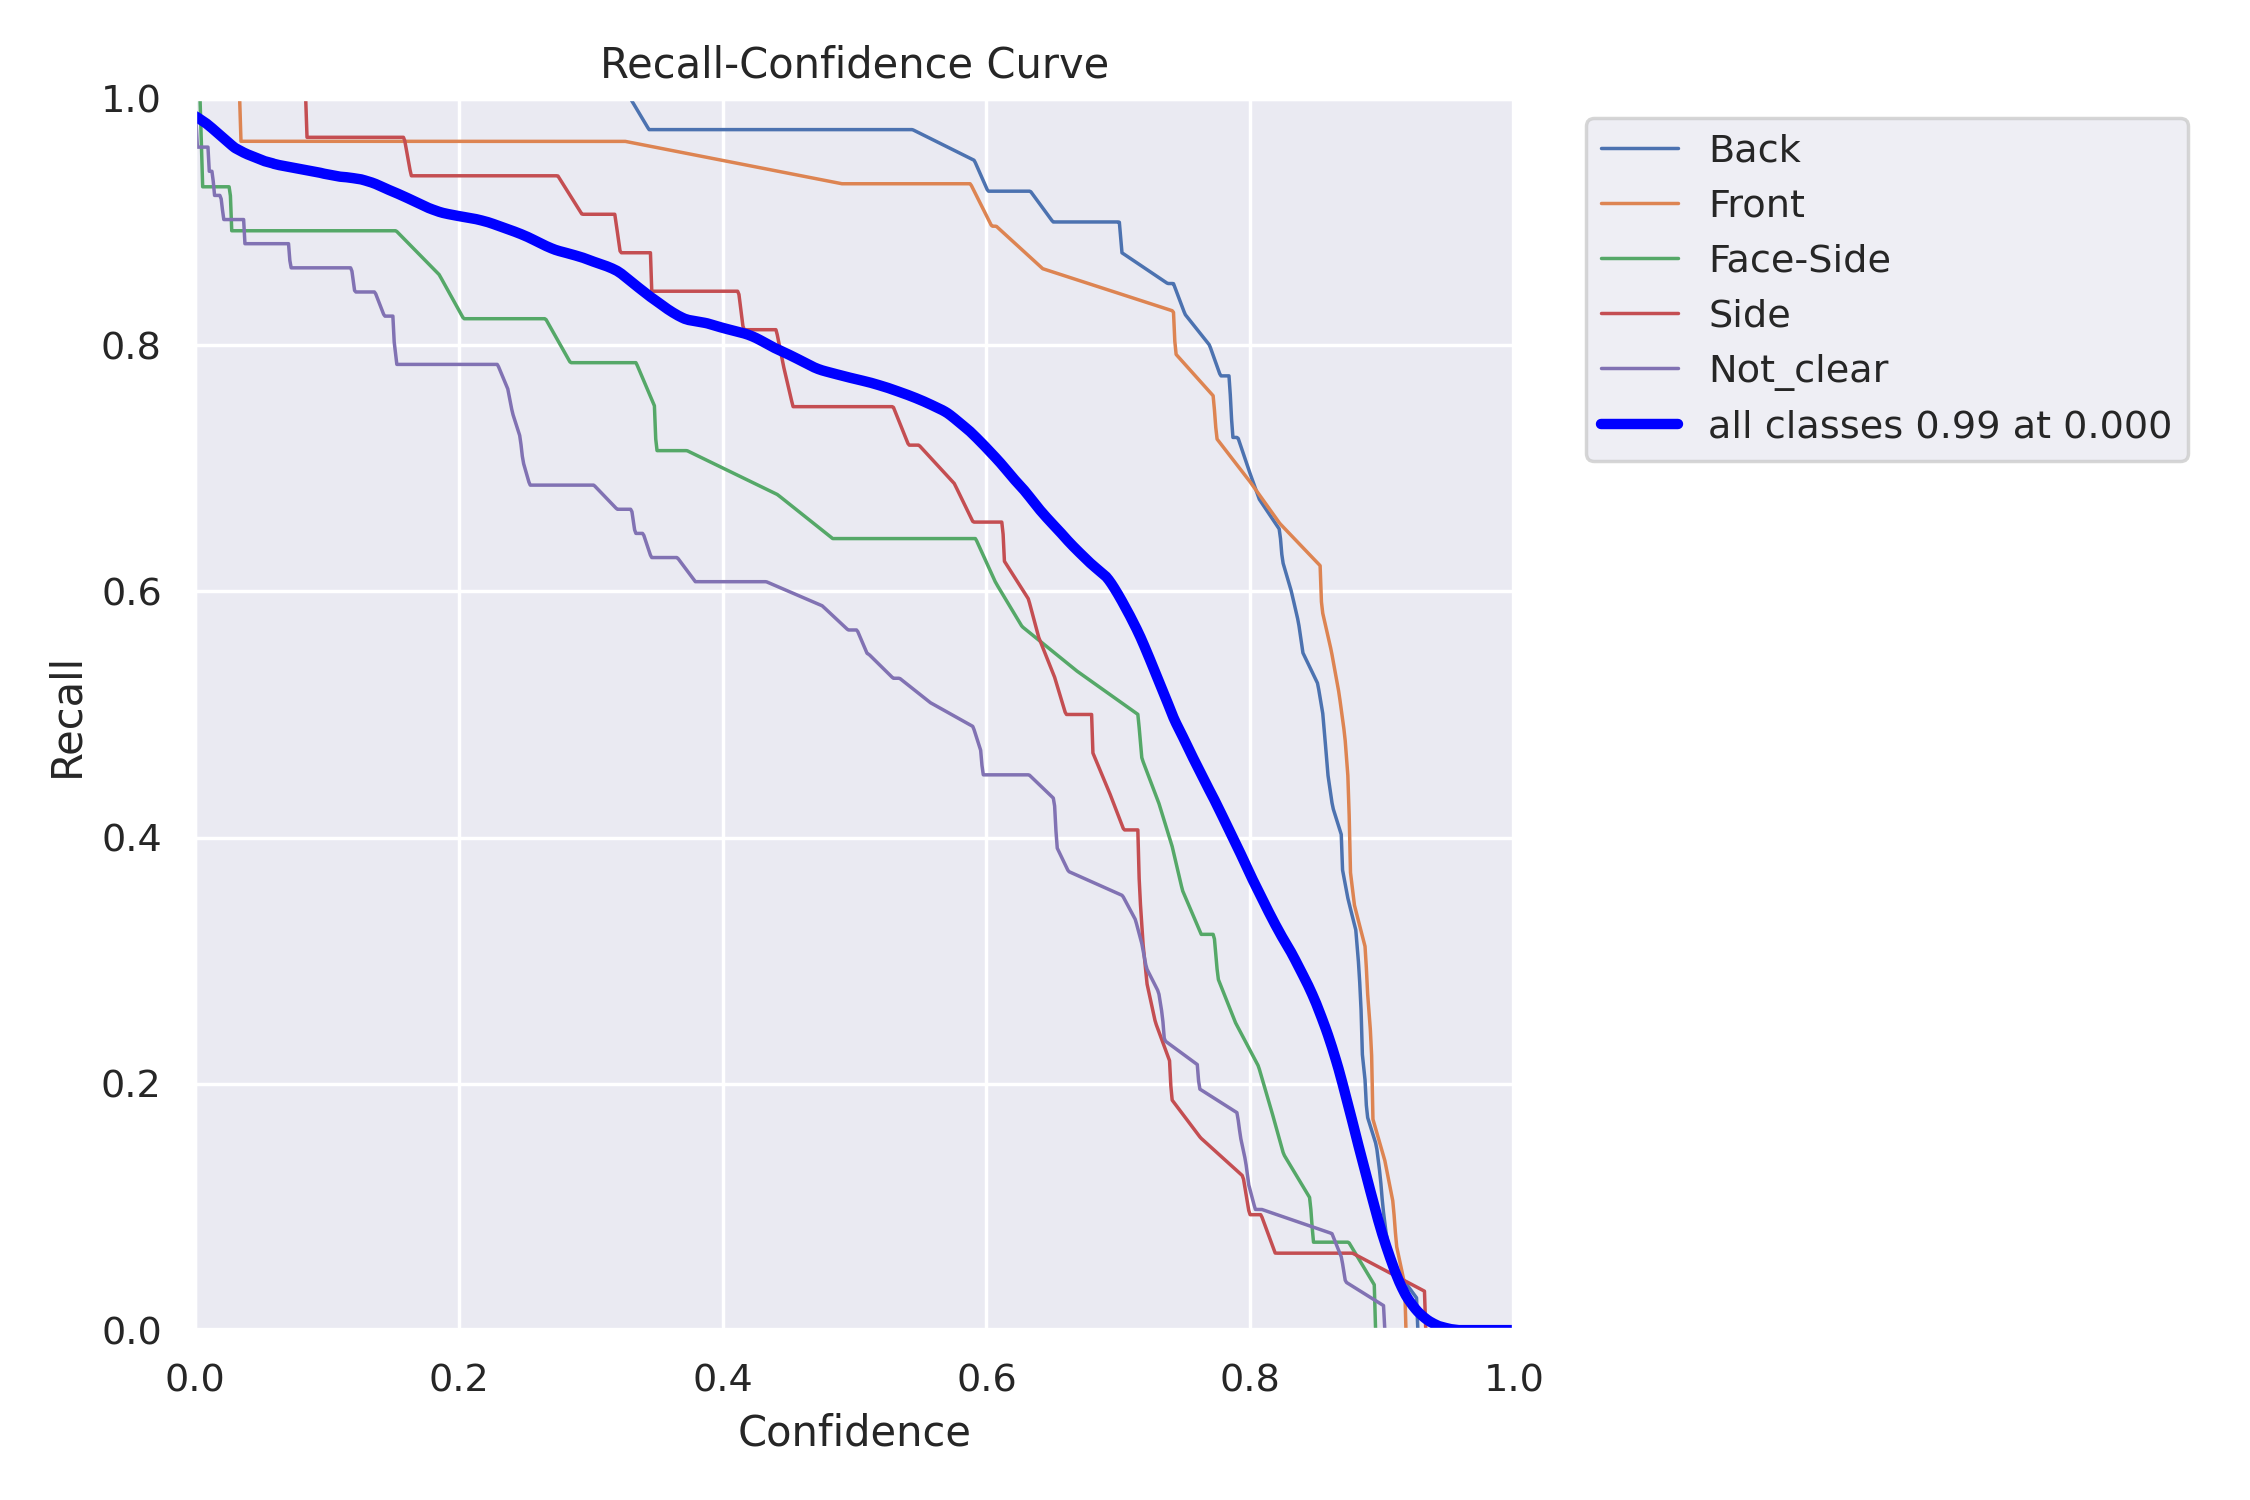 Recall-Confidence Curve
1.0
0.8
0.6
0.4
0.2
0.0
Recall
0.0 0.2 0.4 0.6 0.8 1.0
Confidence
Back
Front
Face-Side
Side
Not_clear
all classes 0.99 at 0.000